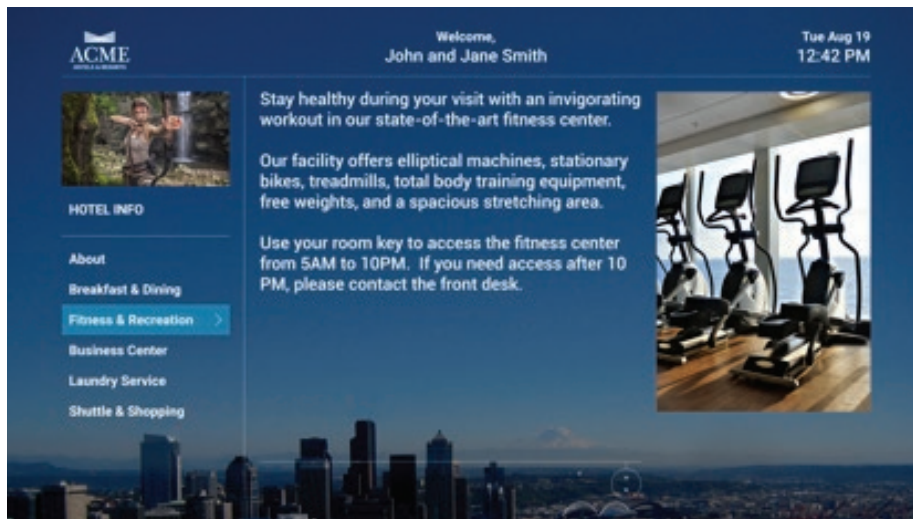 ACME
HOTELS & RESORTS
Welcome,
John and Jane Smith
Tue Aug 19
12:42 PM
HOTEL INFO
About
Breakfast & Dining
Fitness & Recreation
Business Center
Laundry Service
Shuttle & Shopping
Stay healthy during your visit with an invigorating
workout in our state-of-the-art fitness center.
Our facility offers elliptical machines, stationary
bikes, treadmills, total body training equipment,
free weights, and a spacious stretching area.
Use your room key to access the fitness center
from 5AM to 10PM. If you need access after 10
PM, please contact the front desk.